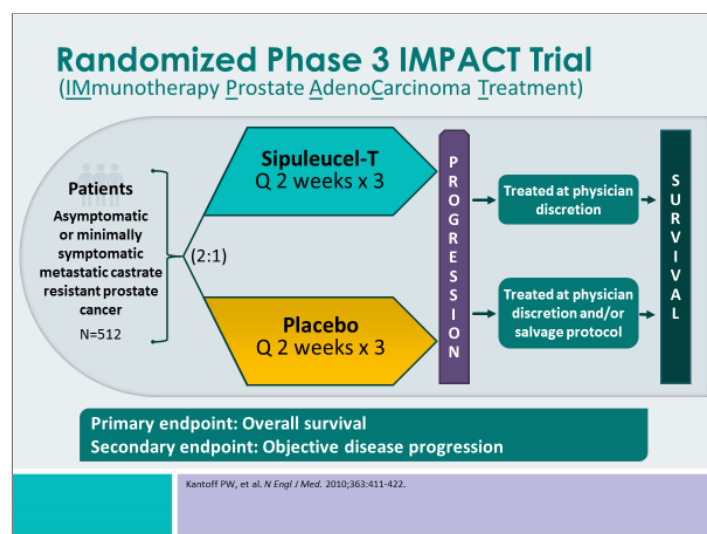 Randomized Phase 3 IMPACT Trial
(IMmunotherapy Prostate AdenoCarcinoma Treatment)
Patients
Asymptomatic
or minimally
symptomatic
metastatic castrate
resistant prostate
cancer
N=512
(2:1)
Sipuleucel-T
Q 2 weeks x 3
Placebo
Q 2 weeks x 3
PROGRESSION
Treated at physician
discretion
Treated at physician
discretion and/or
salvage protocol
SURVIVAL
Primary endpoint: Overall survival
Secondary endpoint: Objective disease progression
Kantoff PW, et al. N Engl J Med. 2010;363:411-422.